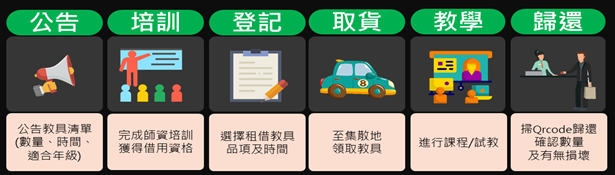 公告
培訓
登記
取貨
教學
歸還
8
公告教具清單
(數量、時間、
適合年級)
完成師資培訓
獲得借用資格
選擇租借教具
品項及時間
至集散地
領取教具
進行課程/試教
掃Qrcode歸還
確認數量
及有無損壞